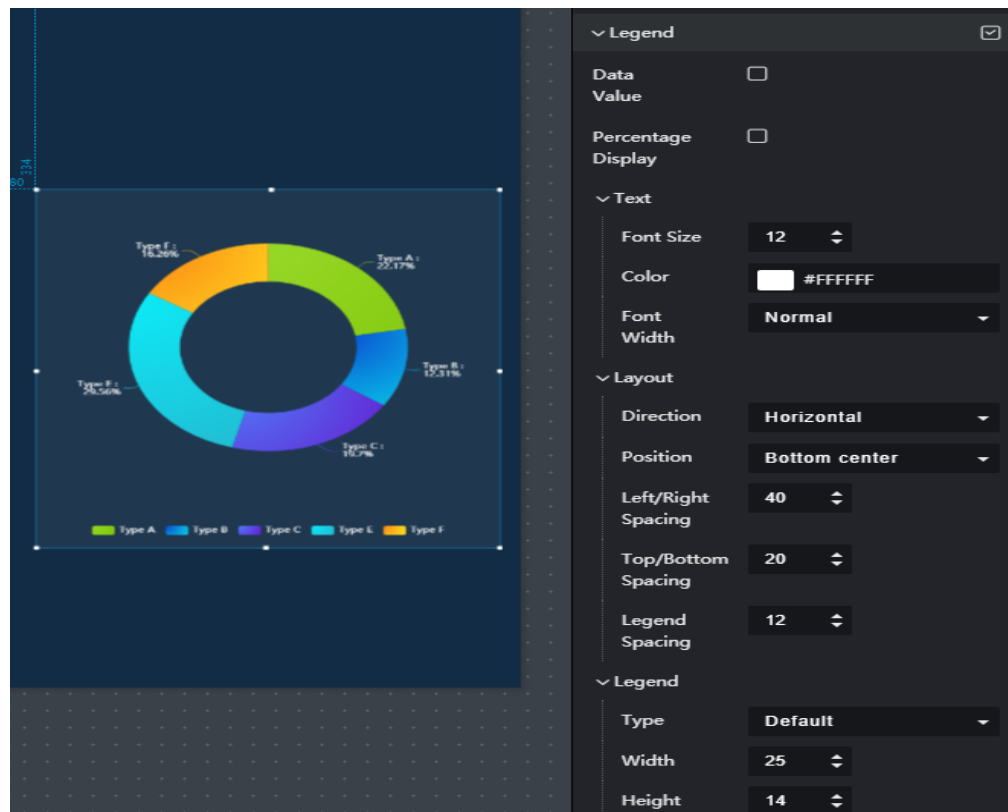 Legend
Data
Value
Percentage
Display
Text
Font Size
12
Color
#FFFFFF
Font
Width
Normal
Layout
Direction
Horizontal
Position
Bottom center
Left/Right
Spacing
40
Top/Bottom
Spacing
20
Legend
Spacing
12
Legend
Type
Default
Width
25
Height
14
234
80
Type F :
16.26%
Type A :
22.17%
Type B :
12.31%
Type E :
29.56%
Type C :
19.7%
Type A Type B Type C Type E Type F